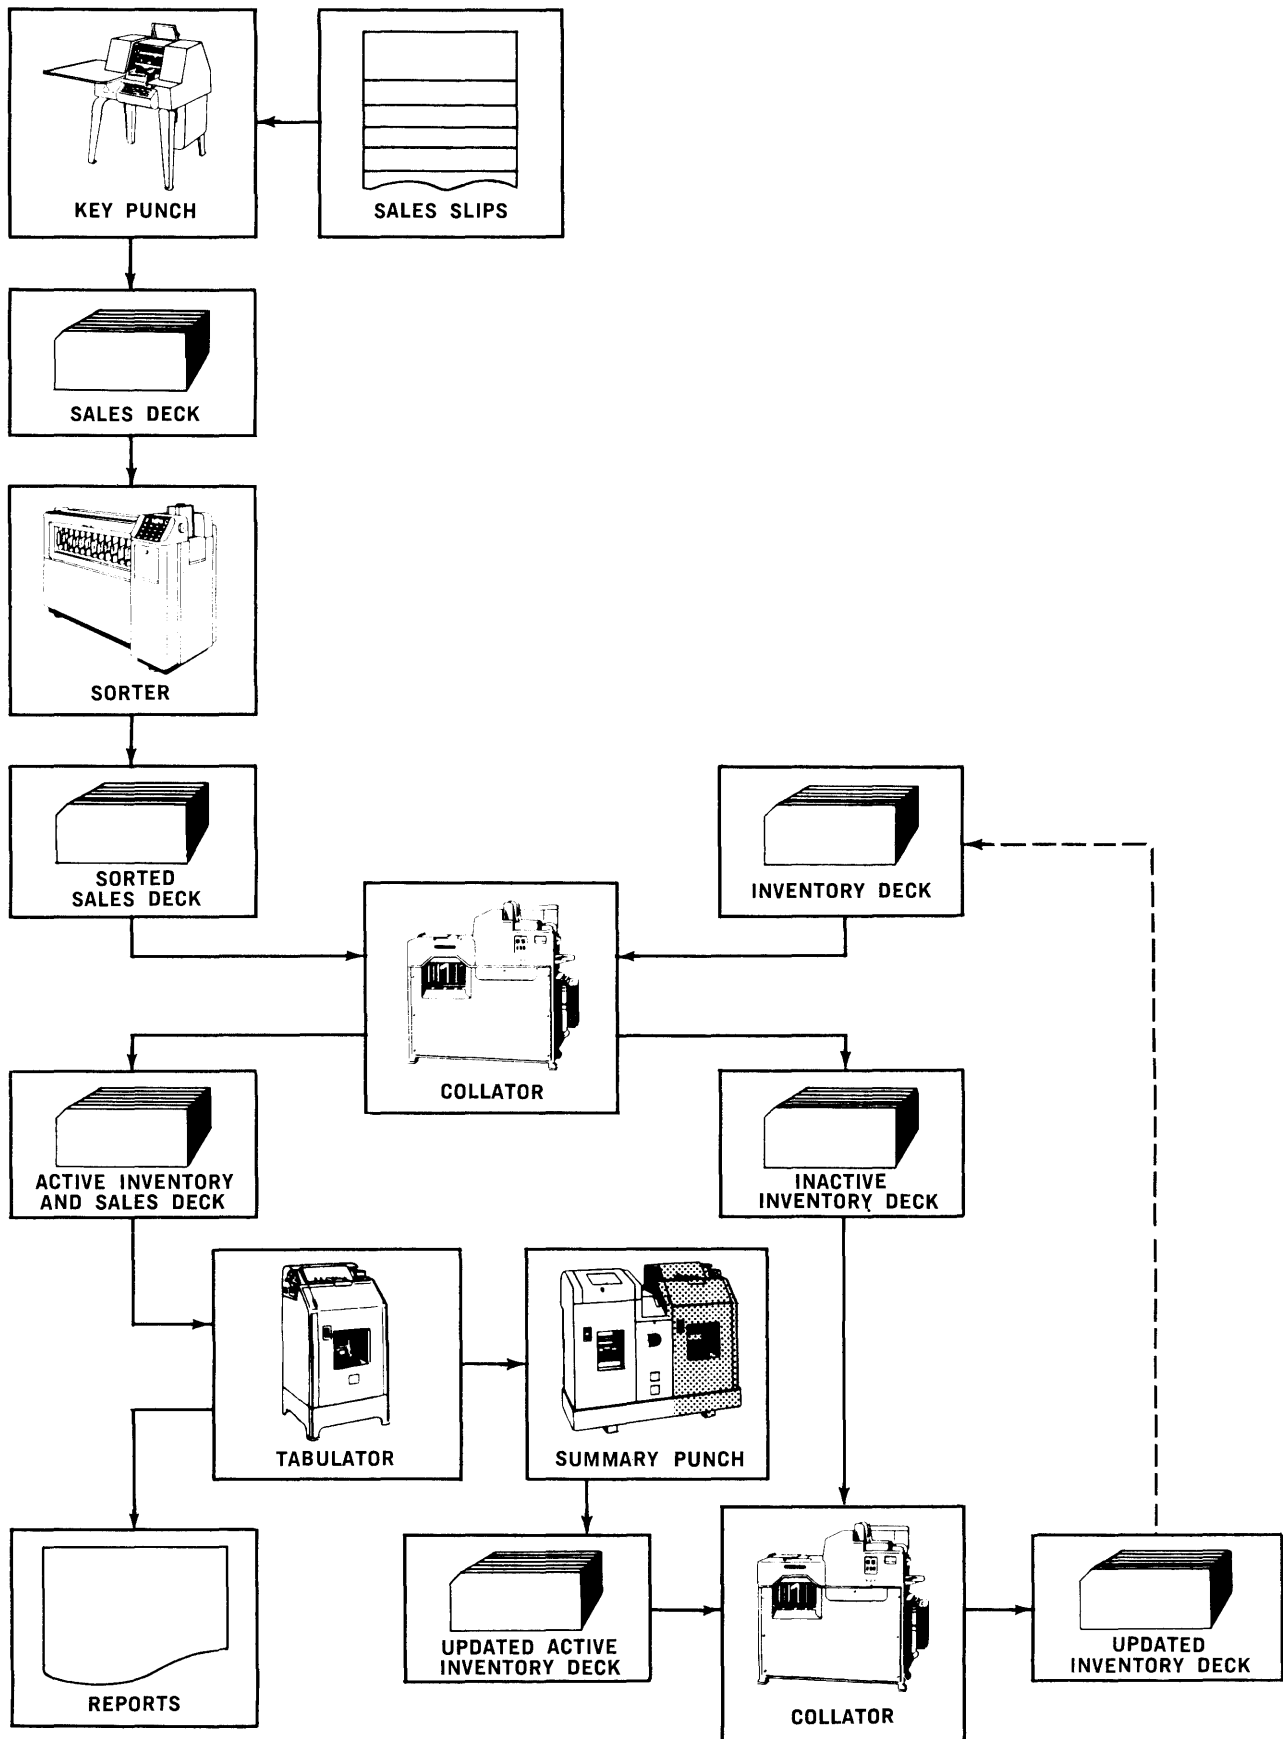 KEY PUNCH
SALES SLIPS
SALES DECK
SORTER
SORTED
SALES DECK
INVENTORY DECK
COLLATOR
ACTIVE INVENTORY
AND SALES DECK
INACTIVE
INVENTORY DECK
TABULATOR
SUMMARY PUNCH
UPDATED ACTIVE
INVENTORY DECK
UPDATED
INVENTORY DECK
REPORTS
COLLATOR